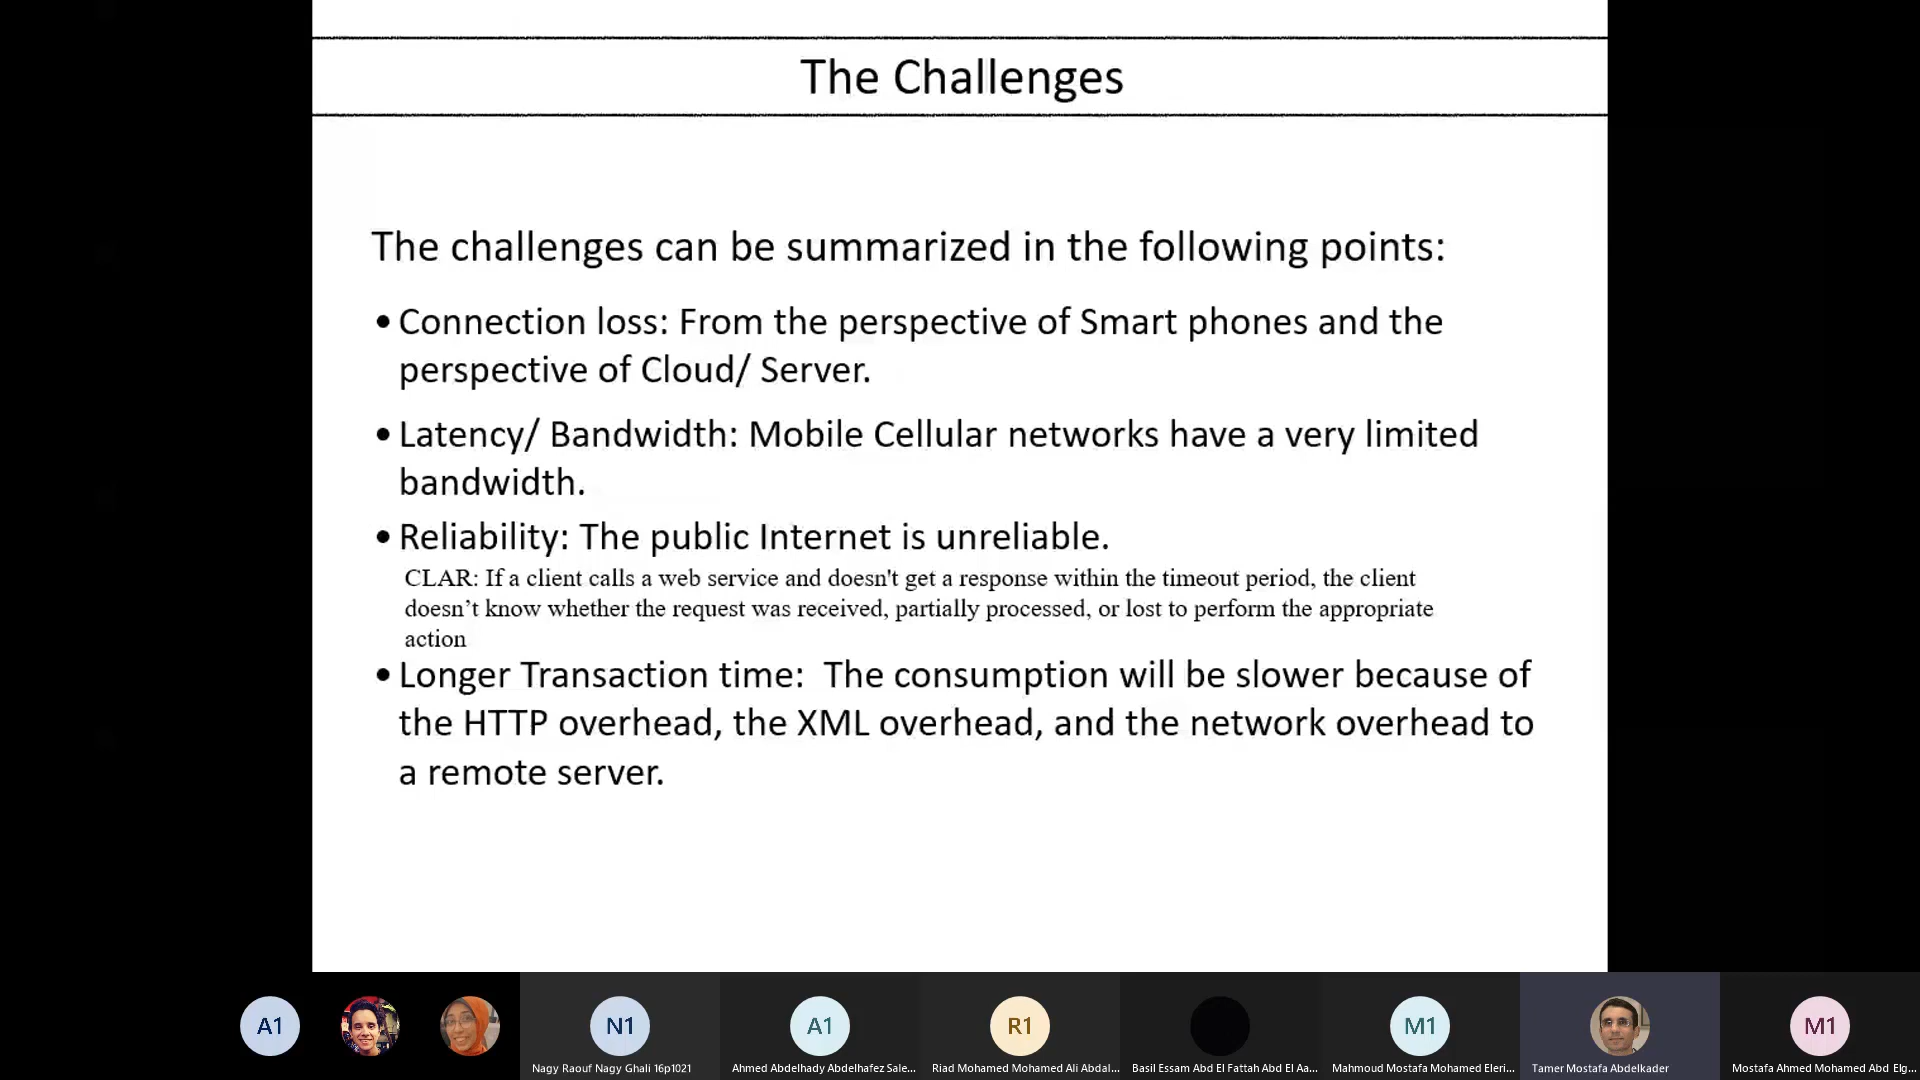 The Challenges
The challenges can be summarized in the following points:
• Connection loss: From the perspective of Smart phones and the
perspective of Cloud/ Server.
• Latency/ Bandwidth: Mobile Cellular networks have a very limited
bandwidth.
• Reliability: The public Internet is unreliable.
CLAR: If a client calls a web service and doesn't get a response within the timeout period, the client
doesn’t know whether the request was received, partially processed, or lost to perform the appropriate
action
• Longer Transaction time:  The consumption will be slower because of
the HTTP overhead, the XML overhead, and the network overhead to
a remote server.
A1
N1
A1
R1
M1
M1
Nagy Raouf Nagy Ghali 16p1021
Ahmed Abdelhady Abdelhafez Sale...
Riad Mohamed Mohamed Ali Abdal...
Basil Essam Abd El Fattah Abd El Aa...
Mahmoud Mostafa Mohamed Eleri...
Tamer Mostafa Abdelkader
Mostafa Ahmed Mohamed Abd Elg...